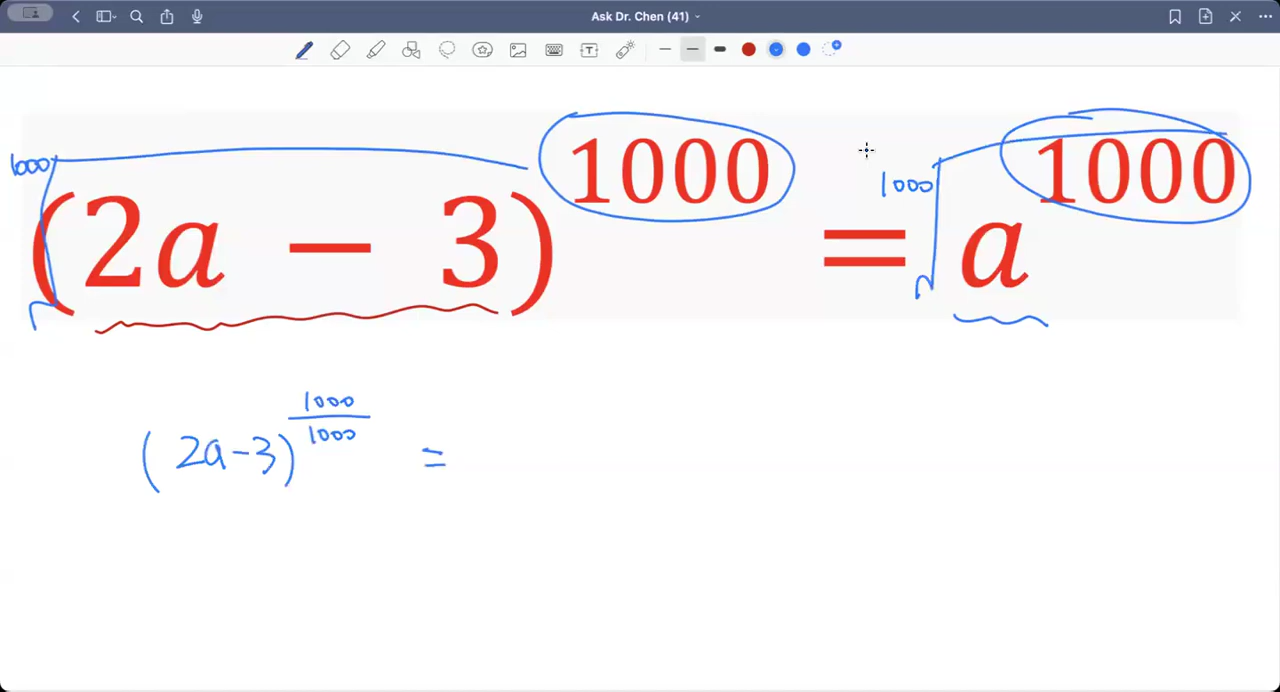 Ask Dr. Chen (41)
1000 (2a − 3)^1000 = 1000 a^1000
(2a-3)^1000/1000 =